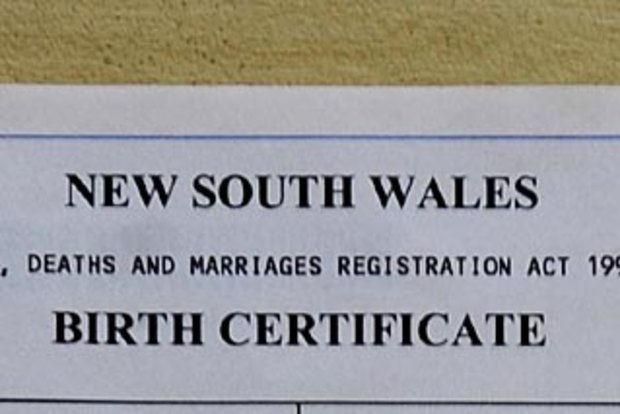 NEW SOUTH WALES
, DEATHS AND MARRIAGES REGISTRATION ACT 199
BIRTH CERTIFICATE